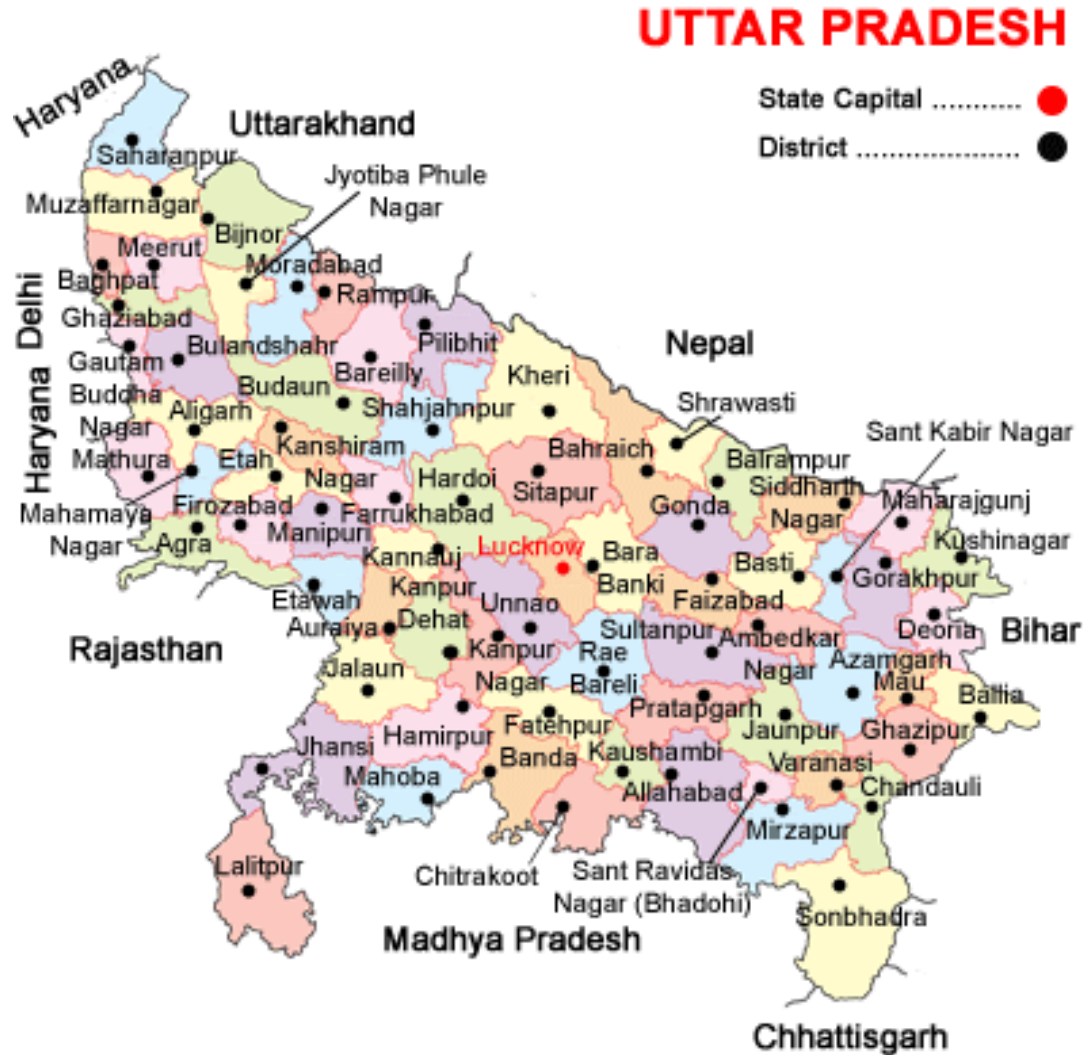 UTTAR PRADESH
State Capital ............
District .....................
Haryana
Uttarakhand
Saharanpur
Jyotiba Phule
Nagar
Muzaffarnagar
Bijnor
Meerut
Moradabad
Baghpat
Rampur
Haryana Delhi
Ghaziabad
Nepal
Pilibhit
Bulandshahr
Gautam
Buddha
Nagar
Bareilly
Kheri
Budaun
Shrawasti
Aligarh
Shahjahnpur
Sant Kabir Nagar
Kanshiram
Nagar
Bahraich
Mathura
Etah
Hardoi
Balrampur
Sitapur
Siddharth
Nagar
Maharajgunj
Firozabad
Gonda
Mahamaya
Nagar
Farrukhabad
Manipuri
Agra
Kushinagar
Kannauj
Lucknow
Bara
Banki
Basti
Gorakhpur
Kanpur
Dehat
Etawah
Unnao
Faizabad
Auraiya
Sultanpur
Ambedkar
Nagar
Deoria
Bihar
Rajasthan
Kanpur
Nagar
Rae
Bareli
Jalaun
Azamgarh
Mau
Ballia
Pratapgarh
Fatehpur
Jaunpur
Ghazipur
Hamirpur
Jhansi
Banda
Kaushambi
Varanasi
Mahoba
Chandauli
Allahabad
Mirzapur
Lalitpur
Chitrakoot
Sant Ravidas
Nagar (Bhadohi)
Sonbhadra
Madhya Pradesh
Chhattisgarh